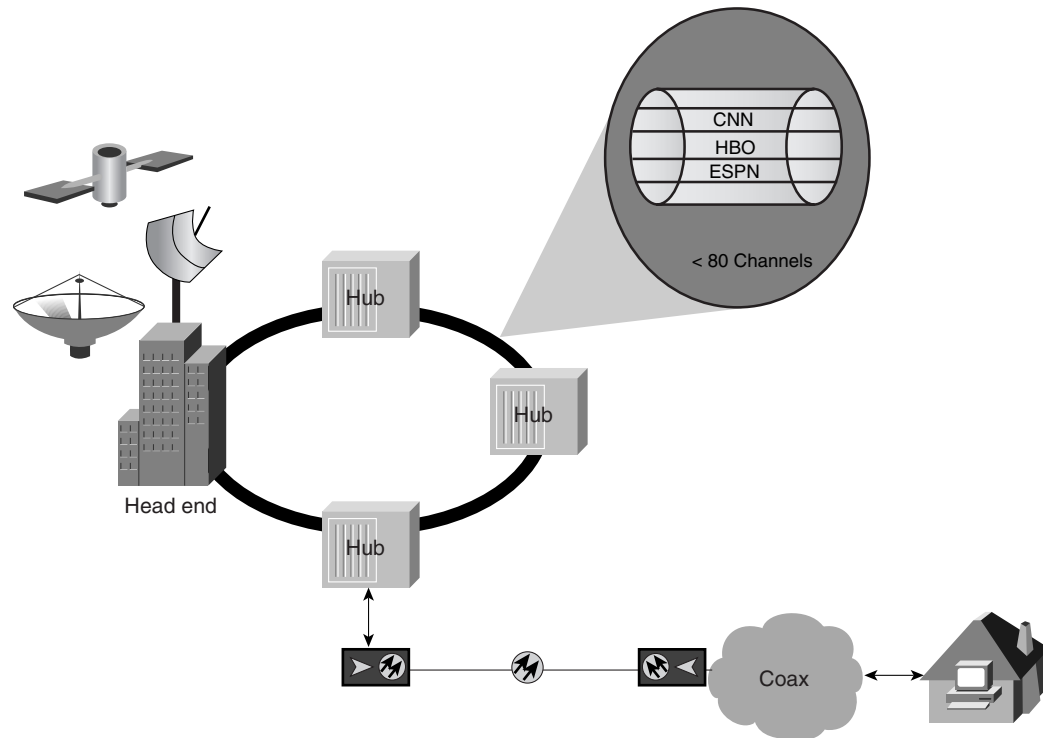 CNN
HBO
ESPN
< 80 Channels
Hub
Hub
Head end
Hub
Coax